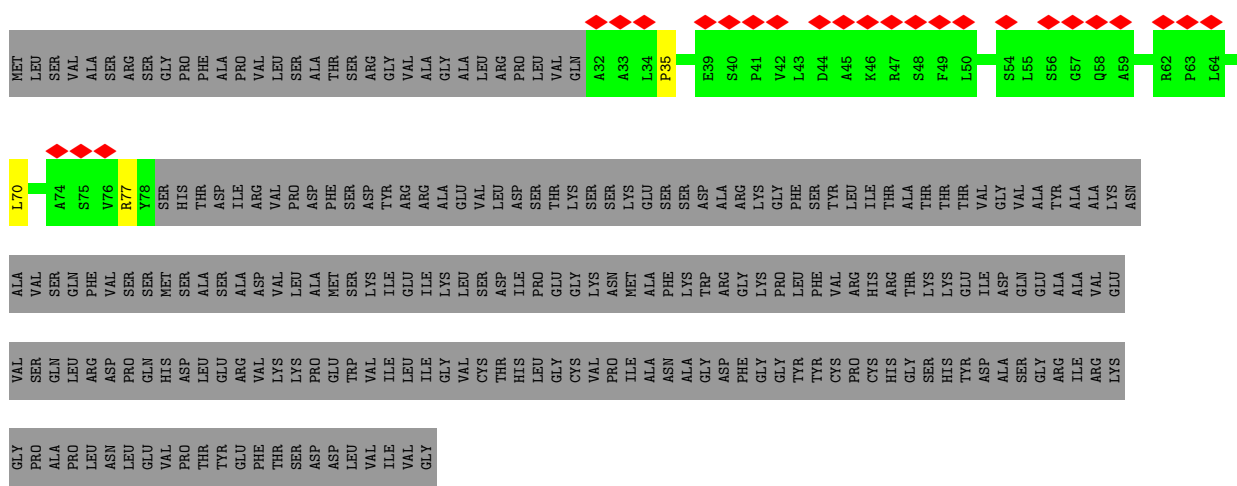 MET LEU SER VAL ALA SER ARG SER GLY PRO PHE ALA PRO VAL LEU SER ALA THR SER ARG GLY VAL ALA GLY ALA LEU ARG PRO LEU VAL GLN A32 A33 L34 P35 E39 S40 P41 V42 L43 D44 A45 K46 R47 S48 F49 L50 S54 L55 S56 G57 Q58 A59 R62 P63 L64
L70 A74 S75 V76 R77 Y78 SER HIS THR ASP ILE ARG VAL PRO ASP PHE SER ASP TYR ARG ARG ALA GLU VAL LEU ASP SER THR LYS SER SER LYS GLU SER SER ASP ALA ARG LYS GLY PHE SER TYR LEU ILE THR ALA THR THR THR VAL GLY VAL ALA TYR ALA ALA LYS ASN
ALA VAL SER GLN PHE VAL SER SER MET SER ALA SER ALA ASP VAL LEU ALA MET SER LYS ILE GLU ILE LYS LEU SER ASP ILE PRO GLU GLY LYS ASN MET ALA PHE LYS TRP ARG GLY LYS PRO LEU PHE VAL ARG HIS ARG THR LYS LYS GLU ILE ASP GLN GLU ALA ALA VAL GLU
VAL SER GLN LEU ARG ASP PRO GLN HIS ASP LEU GLU ARG VAL LYS LYS PRO GLU TRP VAL ILE LEU ILE GLY VAL CYS THR HIS LEU GLY CYS VAL PRO ILE ALA ASN ALA GLY ASP PHE GLY GLY TYR TYR CYS PRO CYS HIS GLY SER HIS TYR ASP ALA SER GLY ARG ILE ARG LYS
GLY PRO ALA PRO LEU ASN LEU GLU VAL PRO THR TYR GLU PHE THR SER ASP ASP LEU VAL ILE VAL GLY